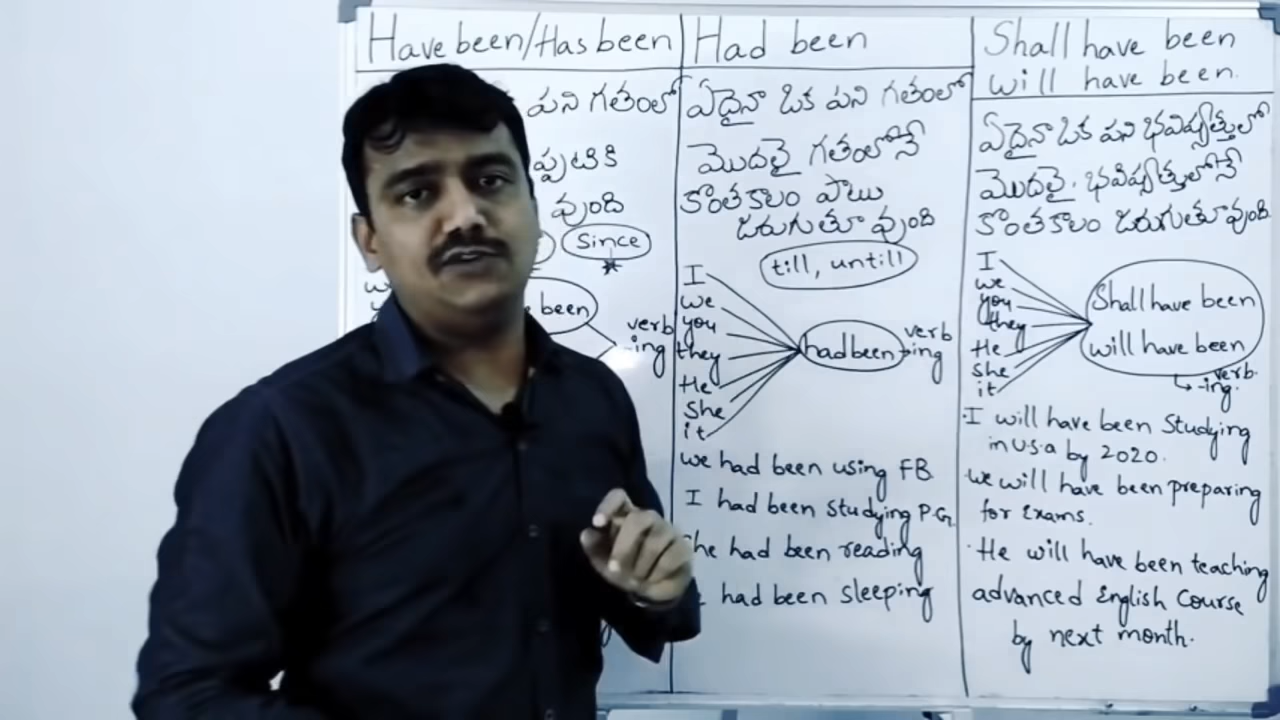 Have been/Has been
పని గతంలో
ప్పటికి
వుంది
Since
been
verb
ing
Had been
ఏదైనా ఒక పని గతంలో
మొదలై గతంలోనే
కొంతకాలం పాటు
జరుగుతూ వుంది
till, untill
I
we
you
they
He
She
it
had been
verb
ing
we had been using FB
I had been studying P.G.
he had been reading
had been sleeping
Shall have been
will have been.
ఏదైనా ఒక పని భవిష్యత్తులో
మొదలై. భవిష్యత్తులోనే
కొంతకాలం జరుగుతూ వుంది.
I
we
you
they
He
She
it
Shall have been
will have been
verb.
-ing.
I will have been Studying
in U.S.a by 2020.
we will have been preparing
for Exams.
He will have been teaching
advanced English Course
by next month.